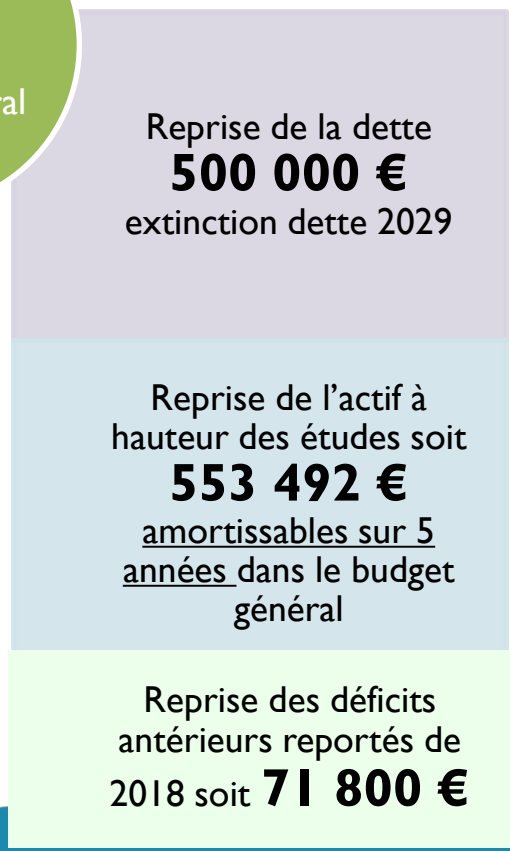 Reprise de la dette
500 000 €
extinction dette 2029
Reprise de l’actif à
hauteur des études soit
553 492 €
amortissables sur 5
années dans le budget
général
Reprise des déficits
antérieurs reportés de
2018 soit 71 800 €